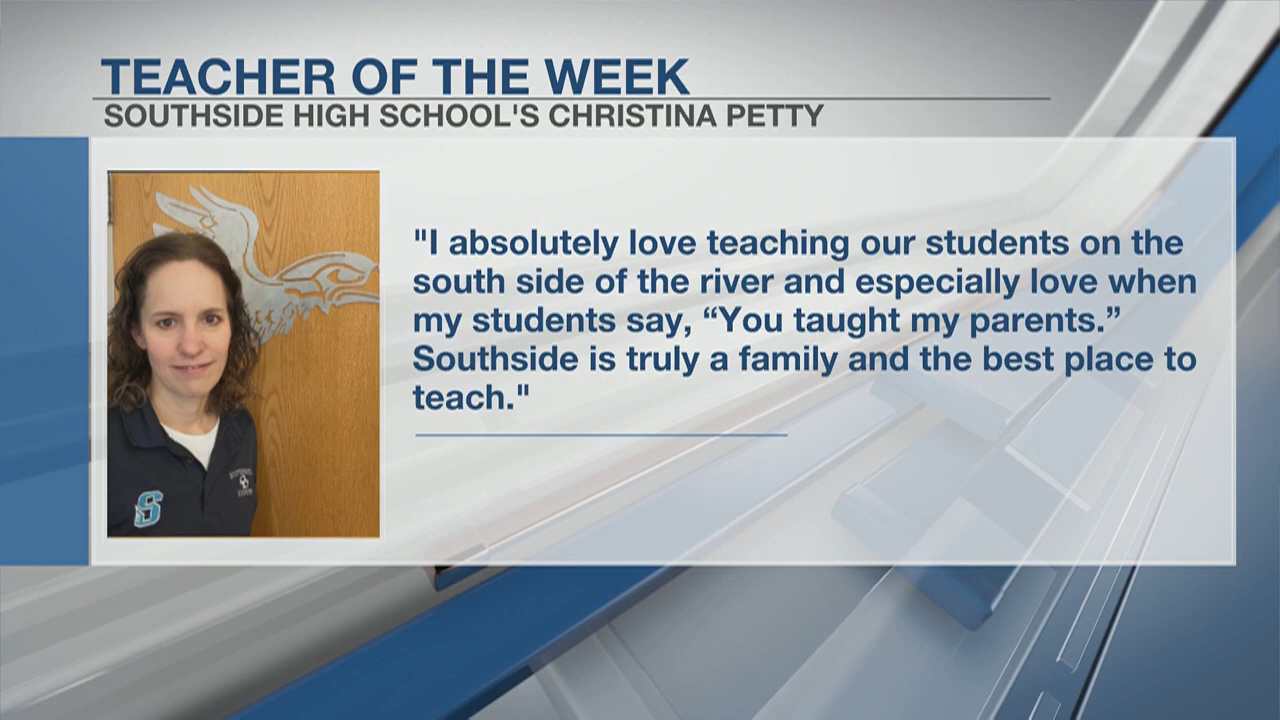 TEACHER OF THE WEEK
SOUTHSIDE HIGH SCHOOL'S CHRISTINA PETTY
"I absolutely love teaching our students on the
south side of the river and especially love when
my students say, “You taught my parents.”
Southside is truly a family and the best place to
teach."
S